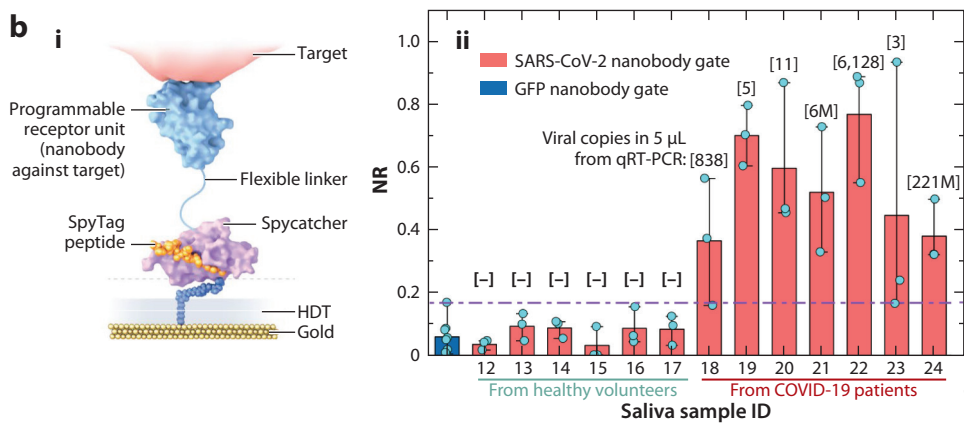 b
i
Target
Programmable
receptor unit
(nanobody
against target)
Flexible linker
SpyTag
peptide
Spycatcher
HDT
Gold
ii
SARS-CoV-2 nanobody gate
GFP nanobody gate
Viral copies in 5 µL
from qRT-PCR:
[–] [–] [–] [–] [–] [–]
[838] [5] [11] [6M] [6,128] [3] [221M]
NR
1.0
0.8
0.6
0.4
0.2
0
12 13 14 15 16 17 18 19 20 21 22 23 24
From healthy volunteers
From COVID-19 patients
Saliva sample ID